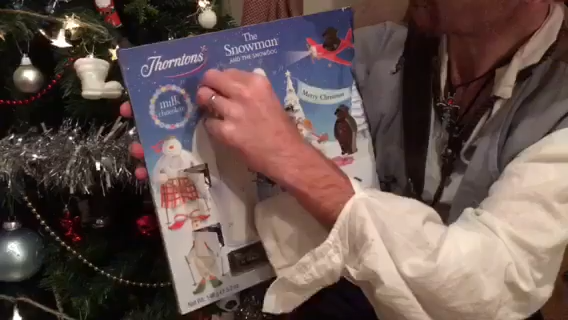 Thorntons
The
Snowman
AND THE SNOWDOG
milk
chocolate
Merry Christmas